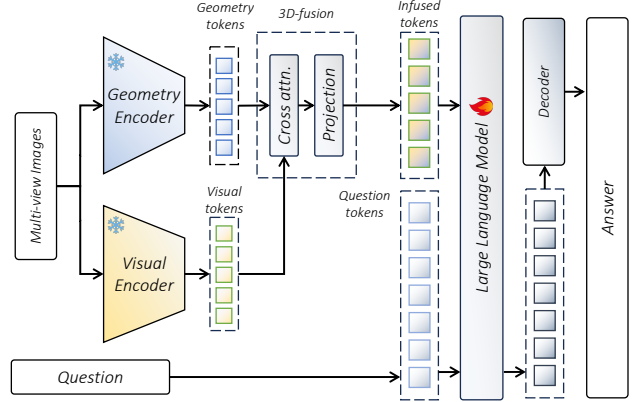 Geometry
tokens
3D-fusion
Infused
tokens
Multi-view Images
Geometry
Encoder
Cross attn.
Projection
Large Language Model
Decoder
Answer
Visual
tokens
Question
tokens
Visual
Encoder
Question